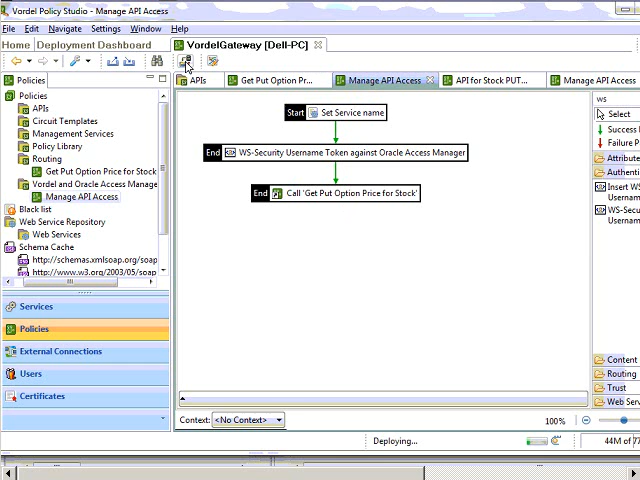 Vordel Policy Studio - Manage API Access
File Edit Navigate Settings Window Help
Home Deployment Dashboard VordelGateway [Dell-PC]
Policies
APIs
Get Put Option Pr...
Manage API Access
API for Stock PUT...
Manage API Access
Policies
APIs
Circuit Templates
Management Services
Policy Library
Routing
Get Put Option Price for Stock
Vordel and Oracle Access Manage
Manage API Access
Black list
Web Service Repository
Web Services
Schema Cache
http://schemas.xmlsoap.org/soap
http://www.w3.org/2003/05/soap
Services
Policies
External Connections
Users
Certificates
Start Set Service name
End WS-Security Username Token against Oracle Access Manager
End Call 'Get Put Option Price for Stock'
Context: <No Context>
100%
ws
Select
Success
Failure P
Attribute
Authenti
Insert WS
Usernam
WS-Secu
Usernam
Content
Routing
Trust
Web Serv
Deploying...
44M of 77